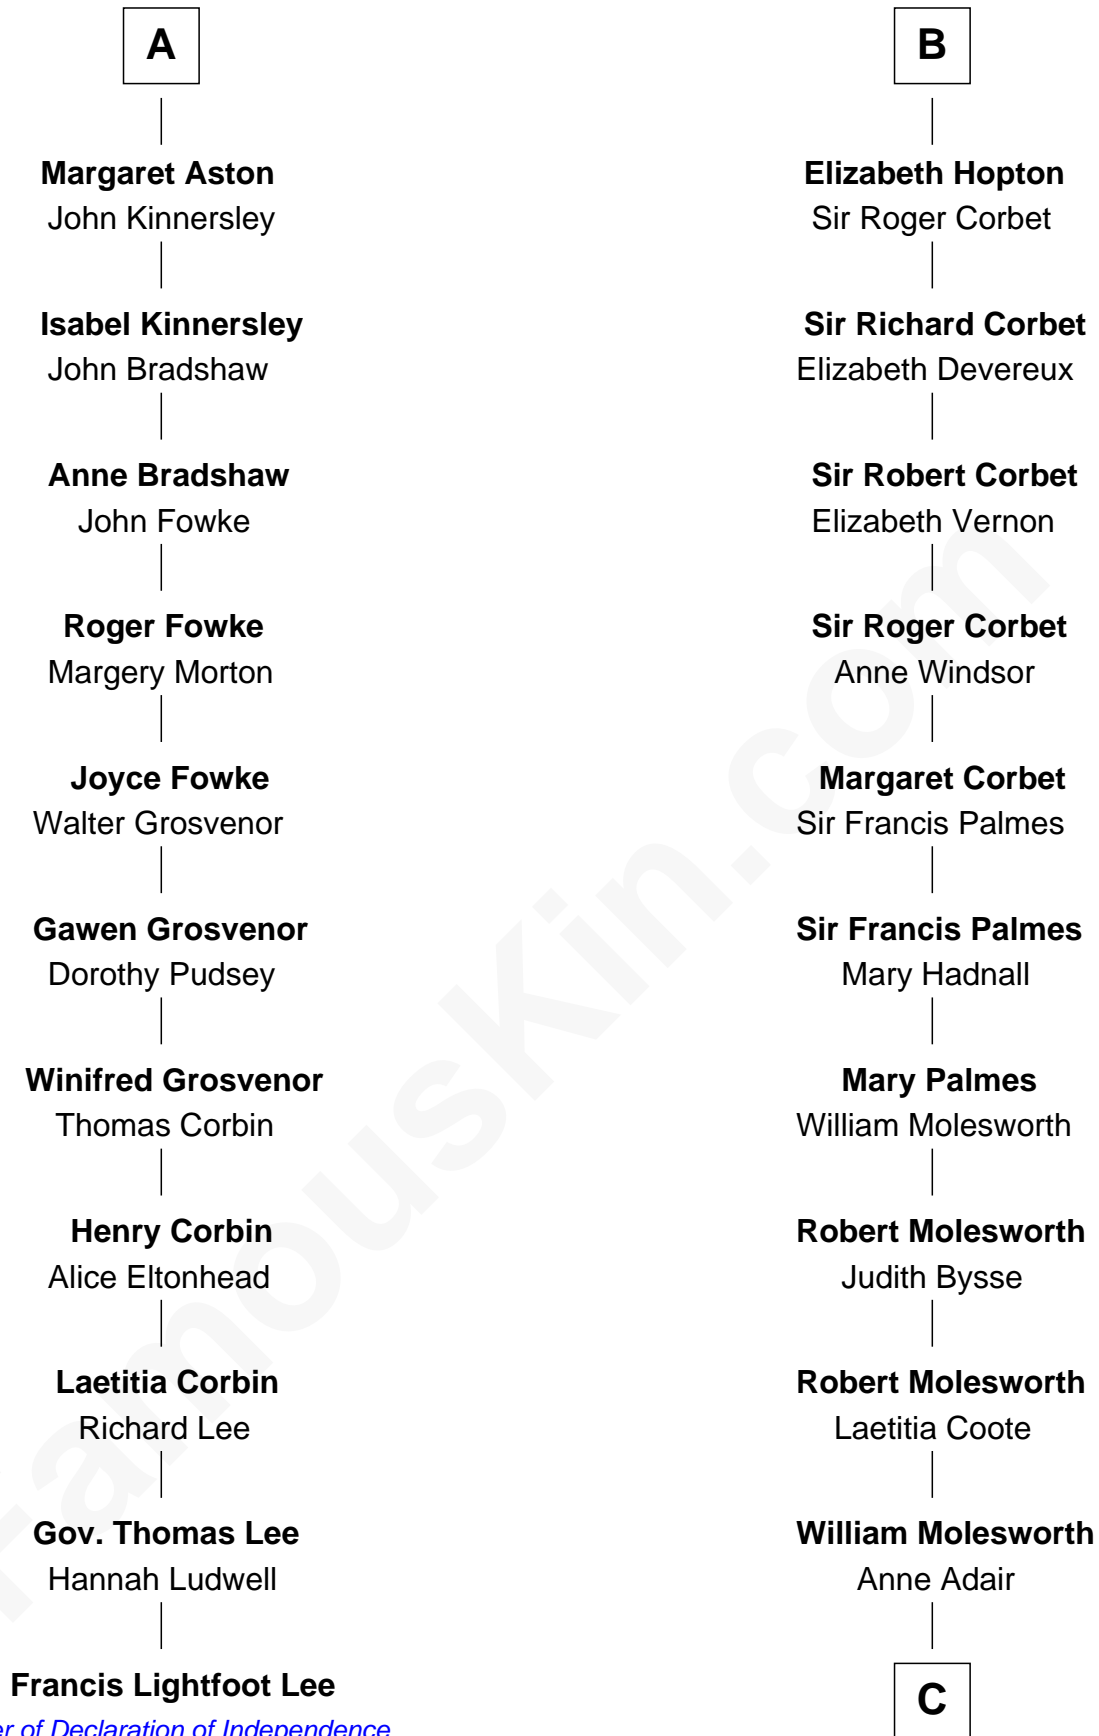 A
Margaret Aston
John Kinnersley
Isabel Kinnersley
John Bradshaw
Anne Bradshaw
John Fowke
Roger Fowke
Margery Morton
Joyce Fowke
Walter Grosvenor
Gawen Grosvenor
Dorothy Pudsey
Winifred Grosvenor
Thomas Corbin
Henry Corbin
Alice Eltonhead
Laetitia Corbin
Richard Lee
Gov. Thomas Lee
Hannah Ludwell
Francis Lightfoot Lee
er of Declaration of Independence
B
Elizabeth Hopton
Sir Roger Corbet
Sir Richard Corbet
Elizabeth Devereux
Sir Robert Corbet
Elizabeth Vernon
Sir Roger Corbet
Anne Windsor
Margaret Corbet
Sir Francis Palmes
Sir Francis Palmes
Mary Hadnall
Mary Palmes
William Molesworth
Robert Molesworth
Judith Bysse
Robert Molesworth
Laetitia Coote
William Molesworth
Anne Adair
C
FamousKin.com